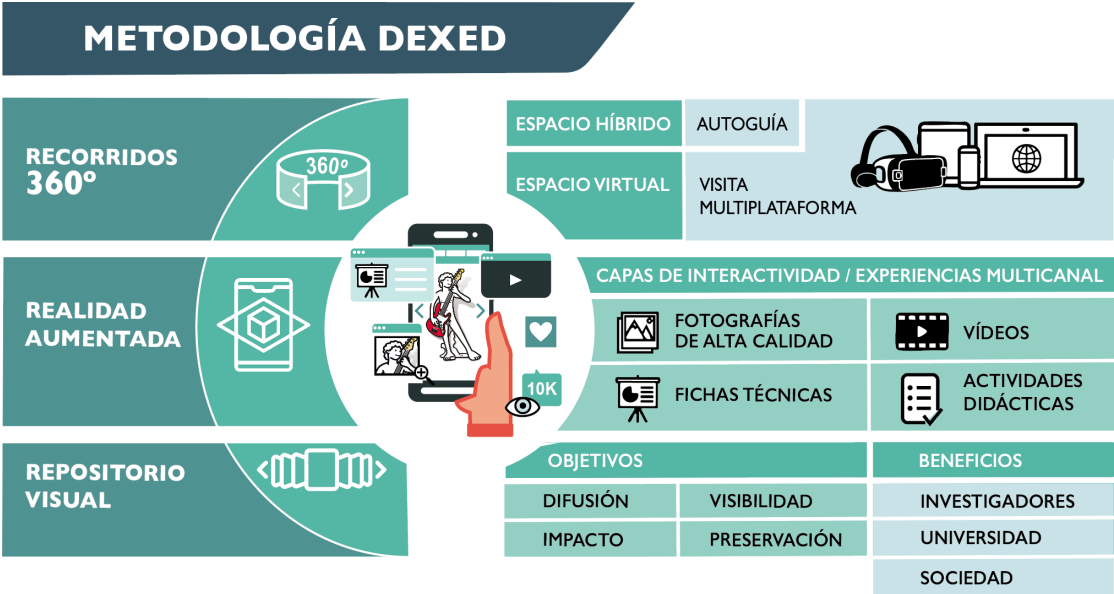 METODOLOGÍA DEXED
RECORRIDOS
360º
360º
ESPACIO HÍBRIDO
AUTOGUÍA
ESPACIO VIRTUAL
VISITA
MULTIPLATAFORMA
REALIDAD
AUMENTADA
10K
CAPAS DE INTERACTIVIDAD / EXPERIENCIAS MULTICANAL
FOTOGRAFÍAS
DE ALTA CALIDAD
VÍDEOS
FICHAS TÉCNICAS
ACTIVIDADES
DIDÁCTICAS
REPOSITORIO
VISUAL
OBJETIVOS
DIFUSIÓN
VISIBILIDAD
IMPACTO
PRESERVACIÓN
BENEFICIOS
INVESTIGADORES
UNIVERSIDAD
SOCIEDAD